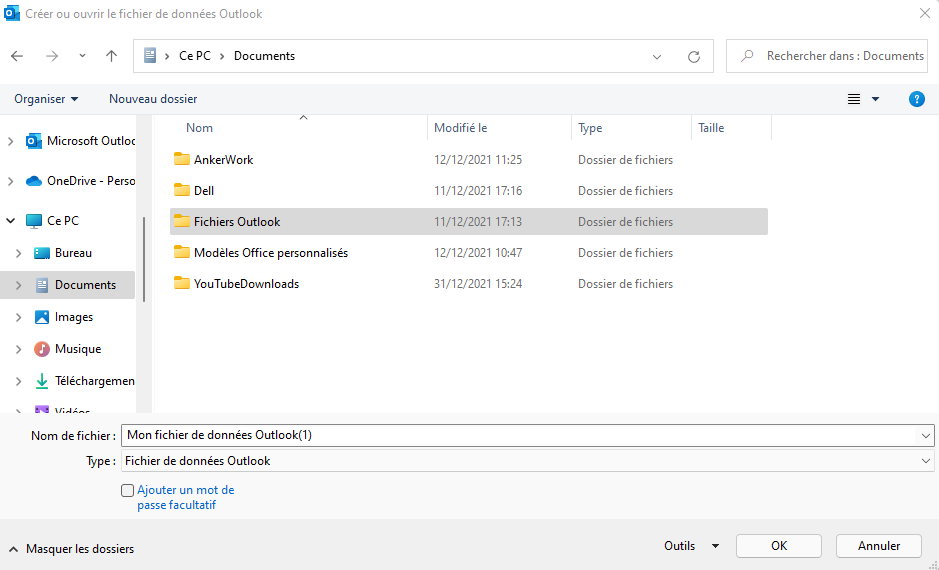 Créer ou ouvrir le fichier de données Outlook
Ce PC > Documents
Rechercher dans : Documents
Organiser Nouveau dossier
Nom Modifié le Type Taille
Microsoft Outloo
OneDrive - Perso
Ce PC
Bureau
Documents
Images
Musique
Téléchargemen
Vidéos
AnkerWork 12/12/2021 11:25 Dossier de fichiers
Dell 11/12/2021 17:16 Dossier de fichiers
Fichiers Outlook 11/12/2021 17:13 Dossier de fichiers
Modèles Office personnalisés 12/12/2021 10:47 Dossier de fichiers
YouTubeDownloads 31/12/2021 15:24 Dossier de fichiers
Nom de fichier : Mon fichier de données Outlook(1)
Type : Fichier de données Outlook
Ajouter un mot de
passe facultatif
Masquer les dossiers
Outils OK Annuler